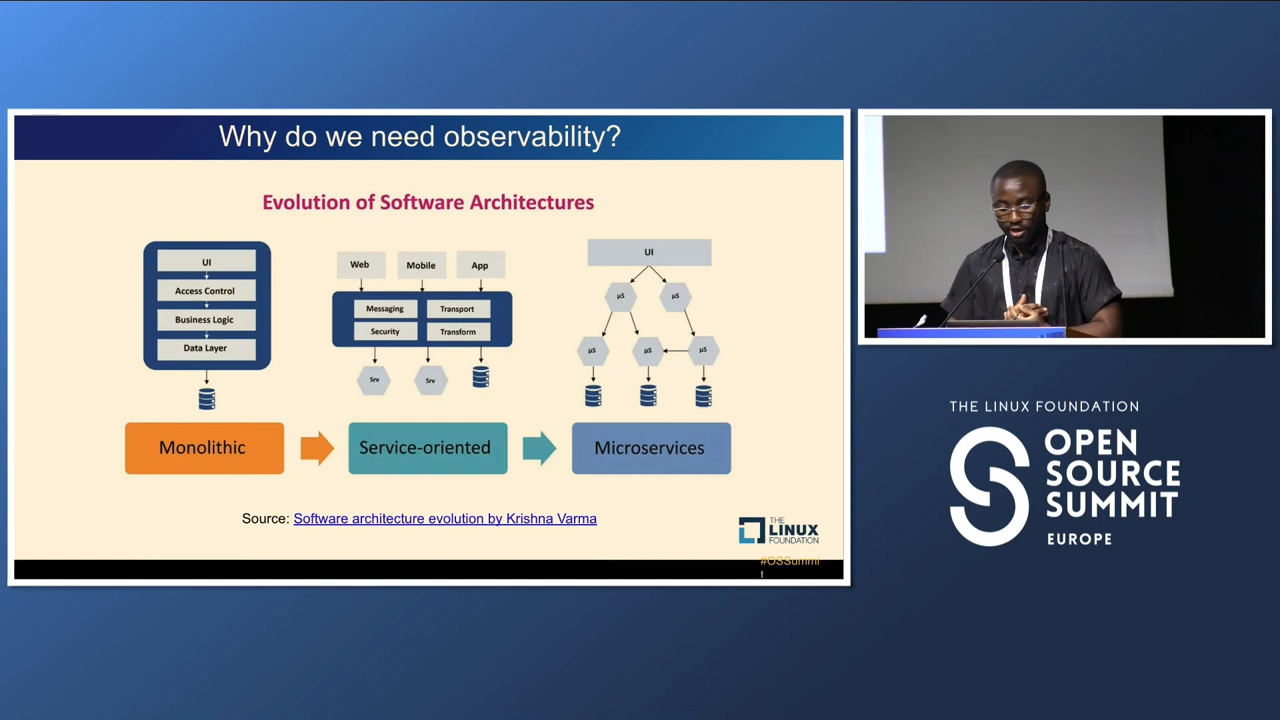 Why do we need observability?
Evolution of Software Architectures
UI
Access Control
Business Logic
Data Layer
Monolithic
Web
Mobile
App
Messaging
Transport
Security
Transform
Srv
Srv
Service-oriented
UI
µS
µS
µS
µS
µS
Microservices
Source: Software architecture evolution by Krishna Varma
THE
LINUX
FOUNDATION
#OSSummi
t
THE LINUX FOUNDATION
OPEN
SOURCE
SUMMIT
EUROPE